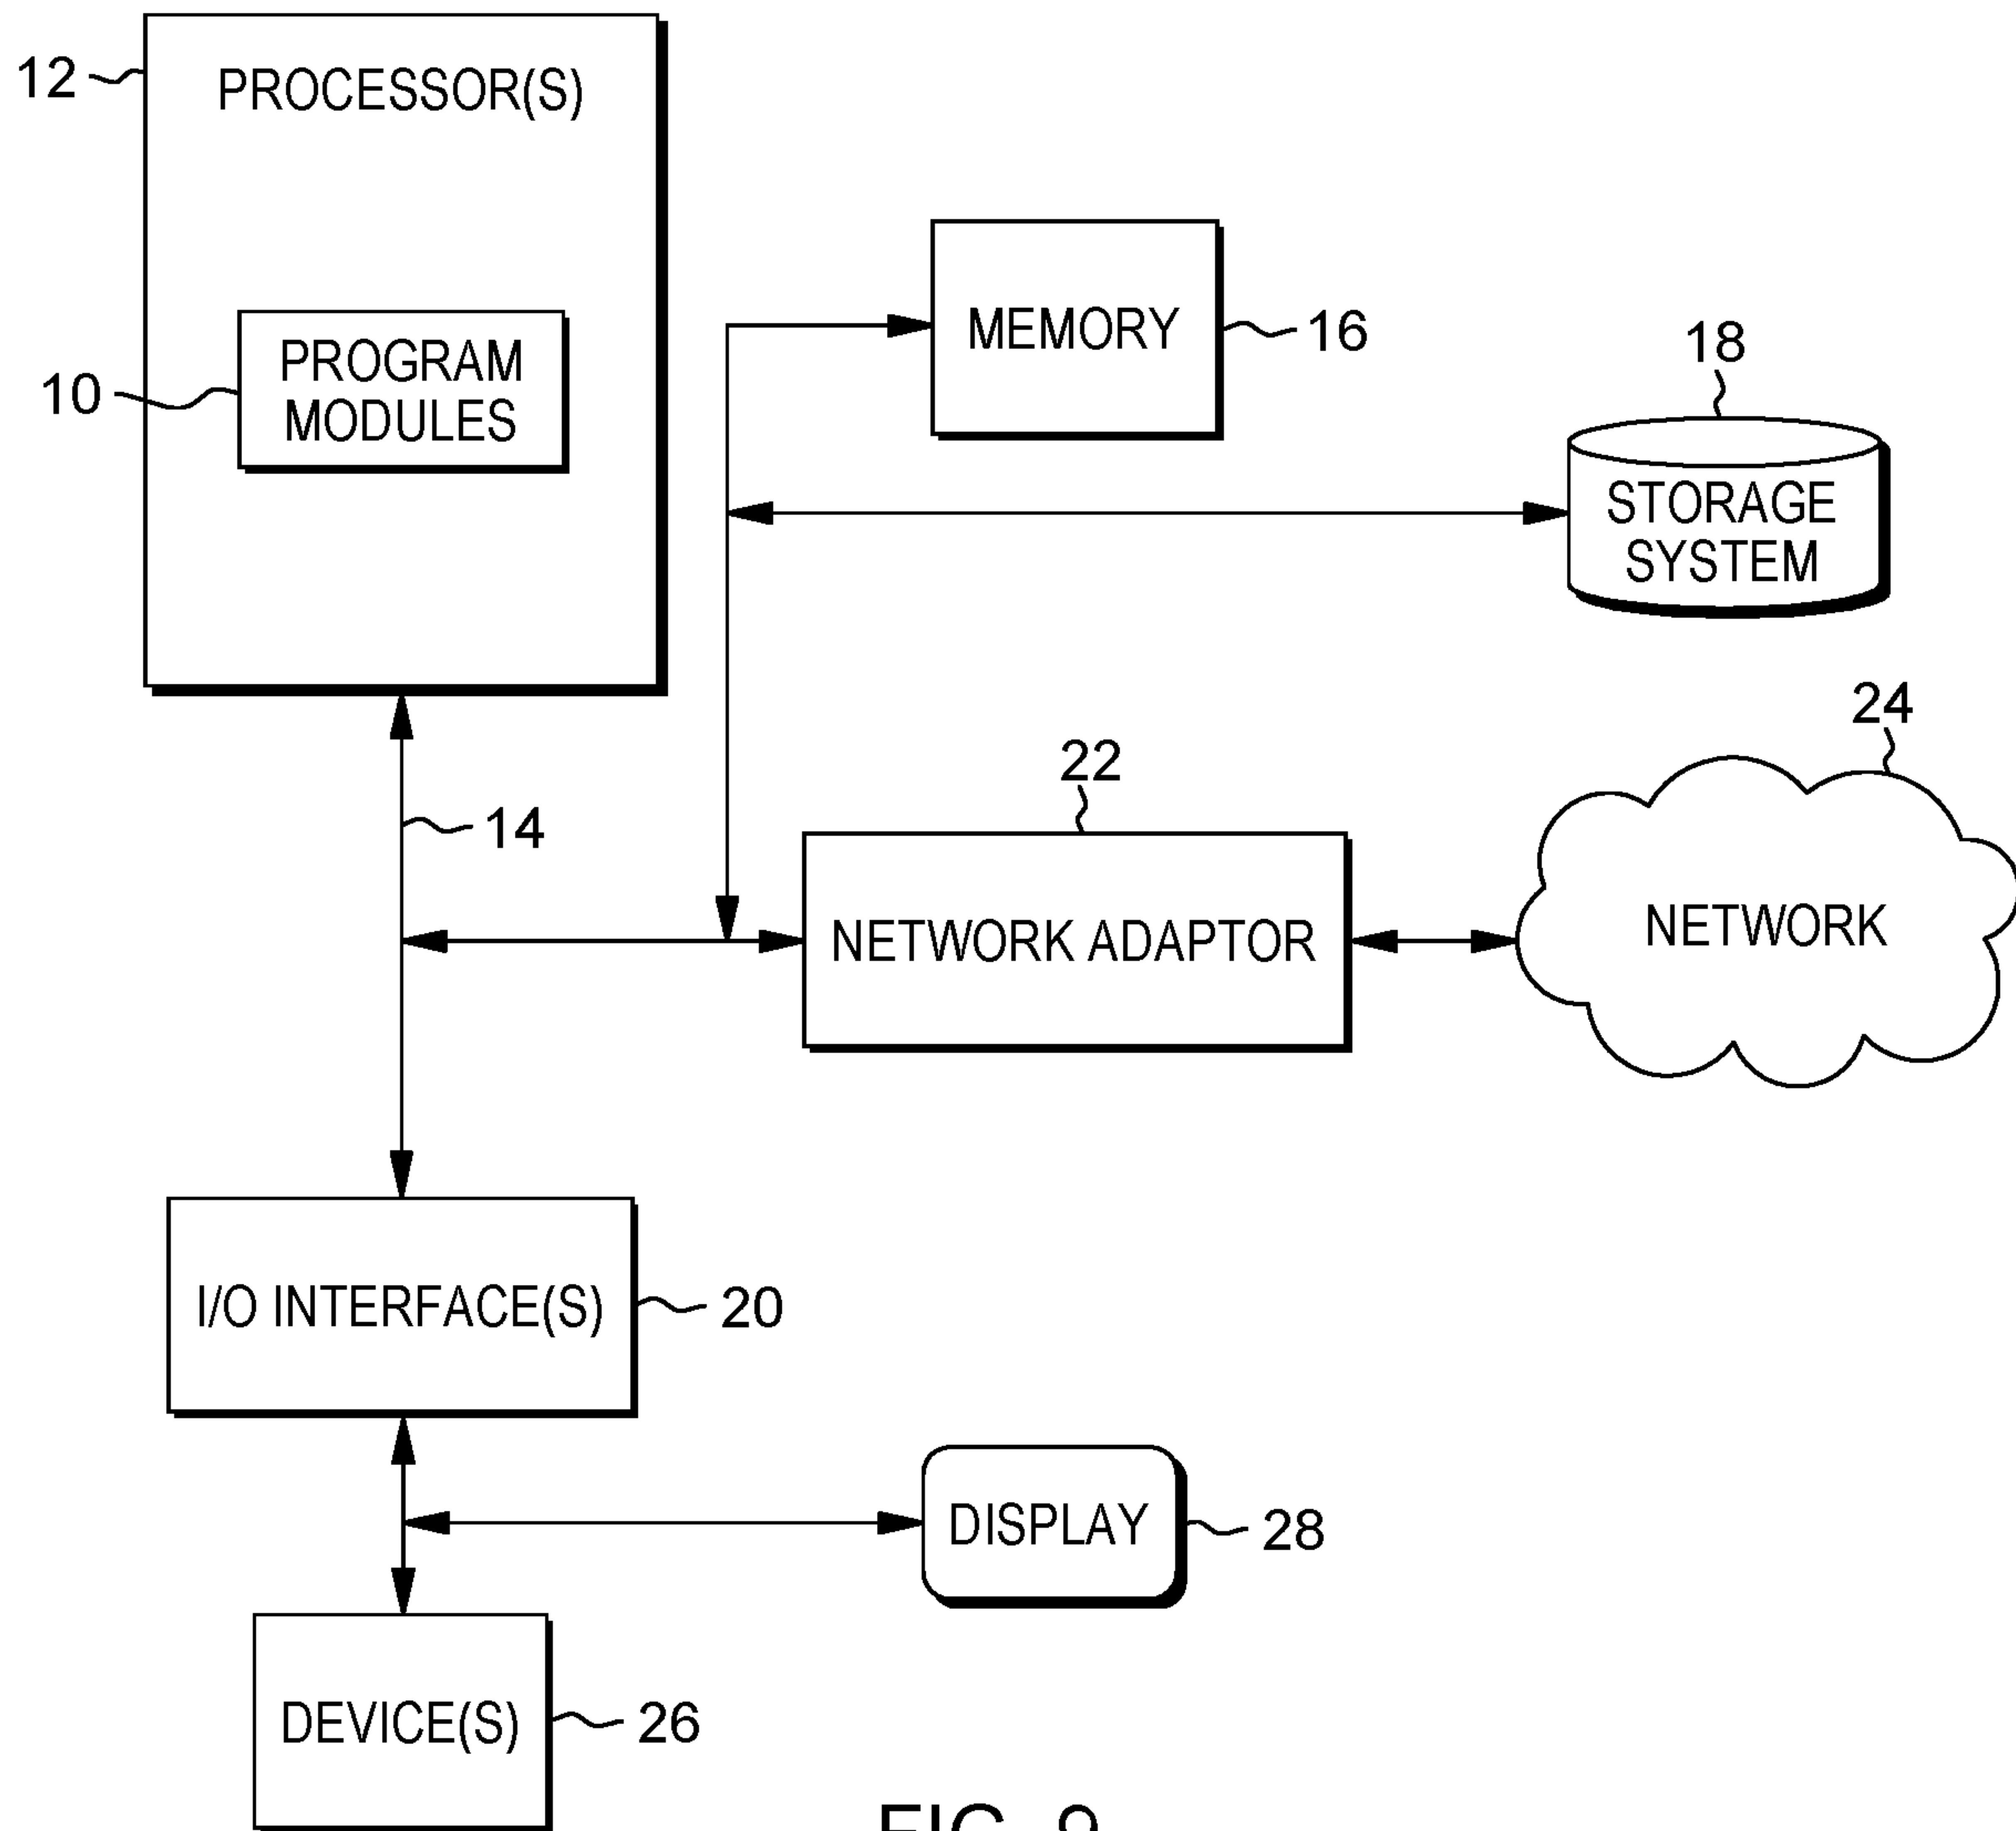 12
PROCESSOR(S)
MEMORY
16
18
10
PROGRAM
MODULES
STORAGE
SYSTEM
24
22
14
NETWORK ADAPTOR
NETWORK
I/O INTERFACE(S)
20
DISPLAY
28
DEVICE(S)
26
FIG.